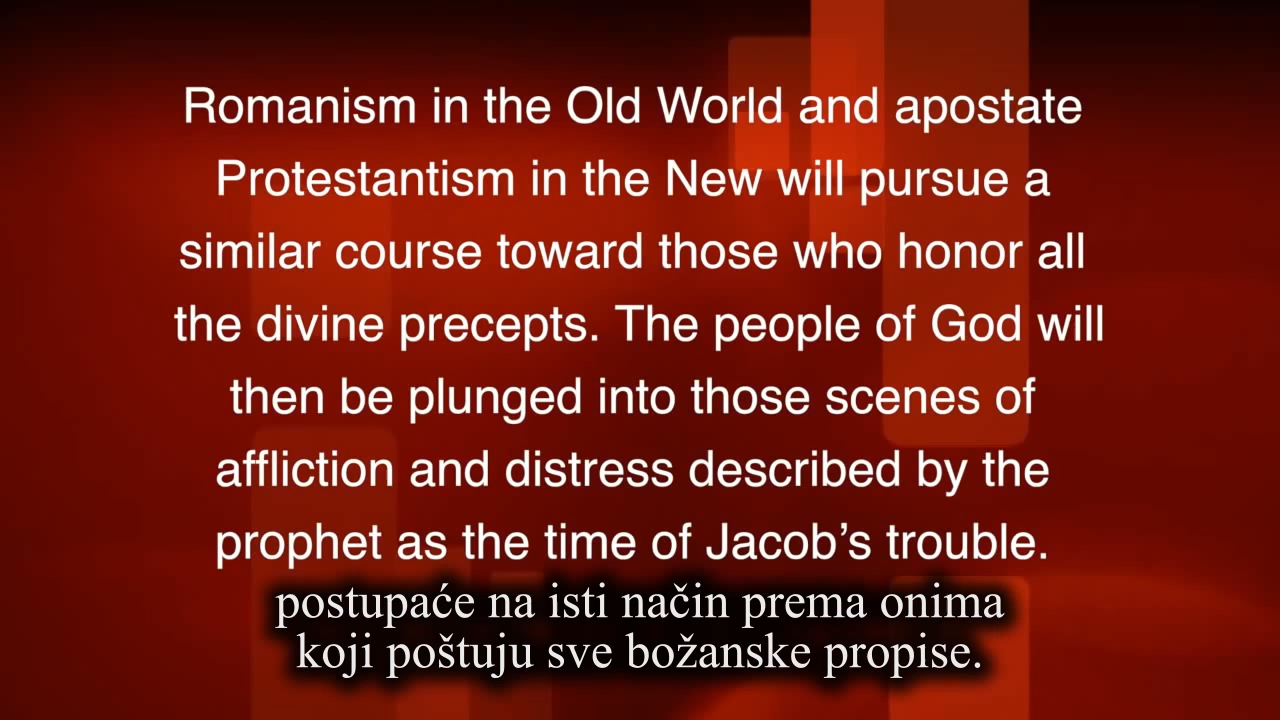 Romanism in the Old World and apostate
Protestantism in the New will pursue a
similar course toward those who honor all
the divine precepts. The people of God will
then be plunged into those scenes of
affliction and distress described by the
prophet as the time of Jacob’s trouble.
postupaće na isti način prema onima
koji poštuju sve božanske propise.